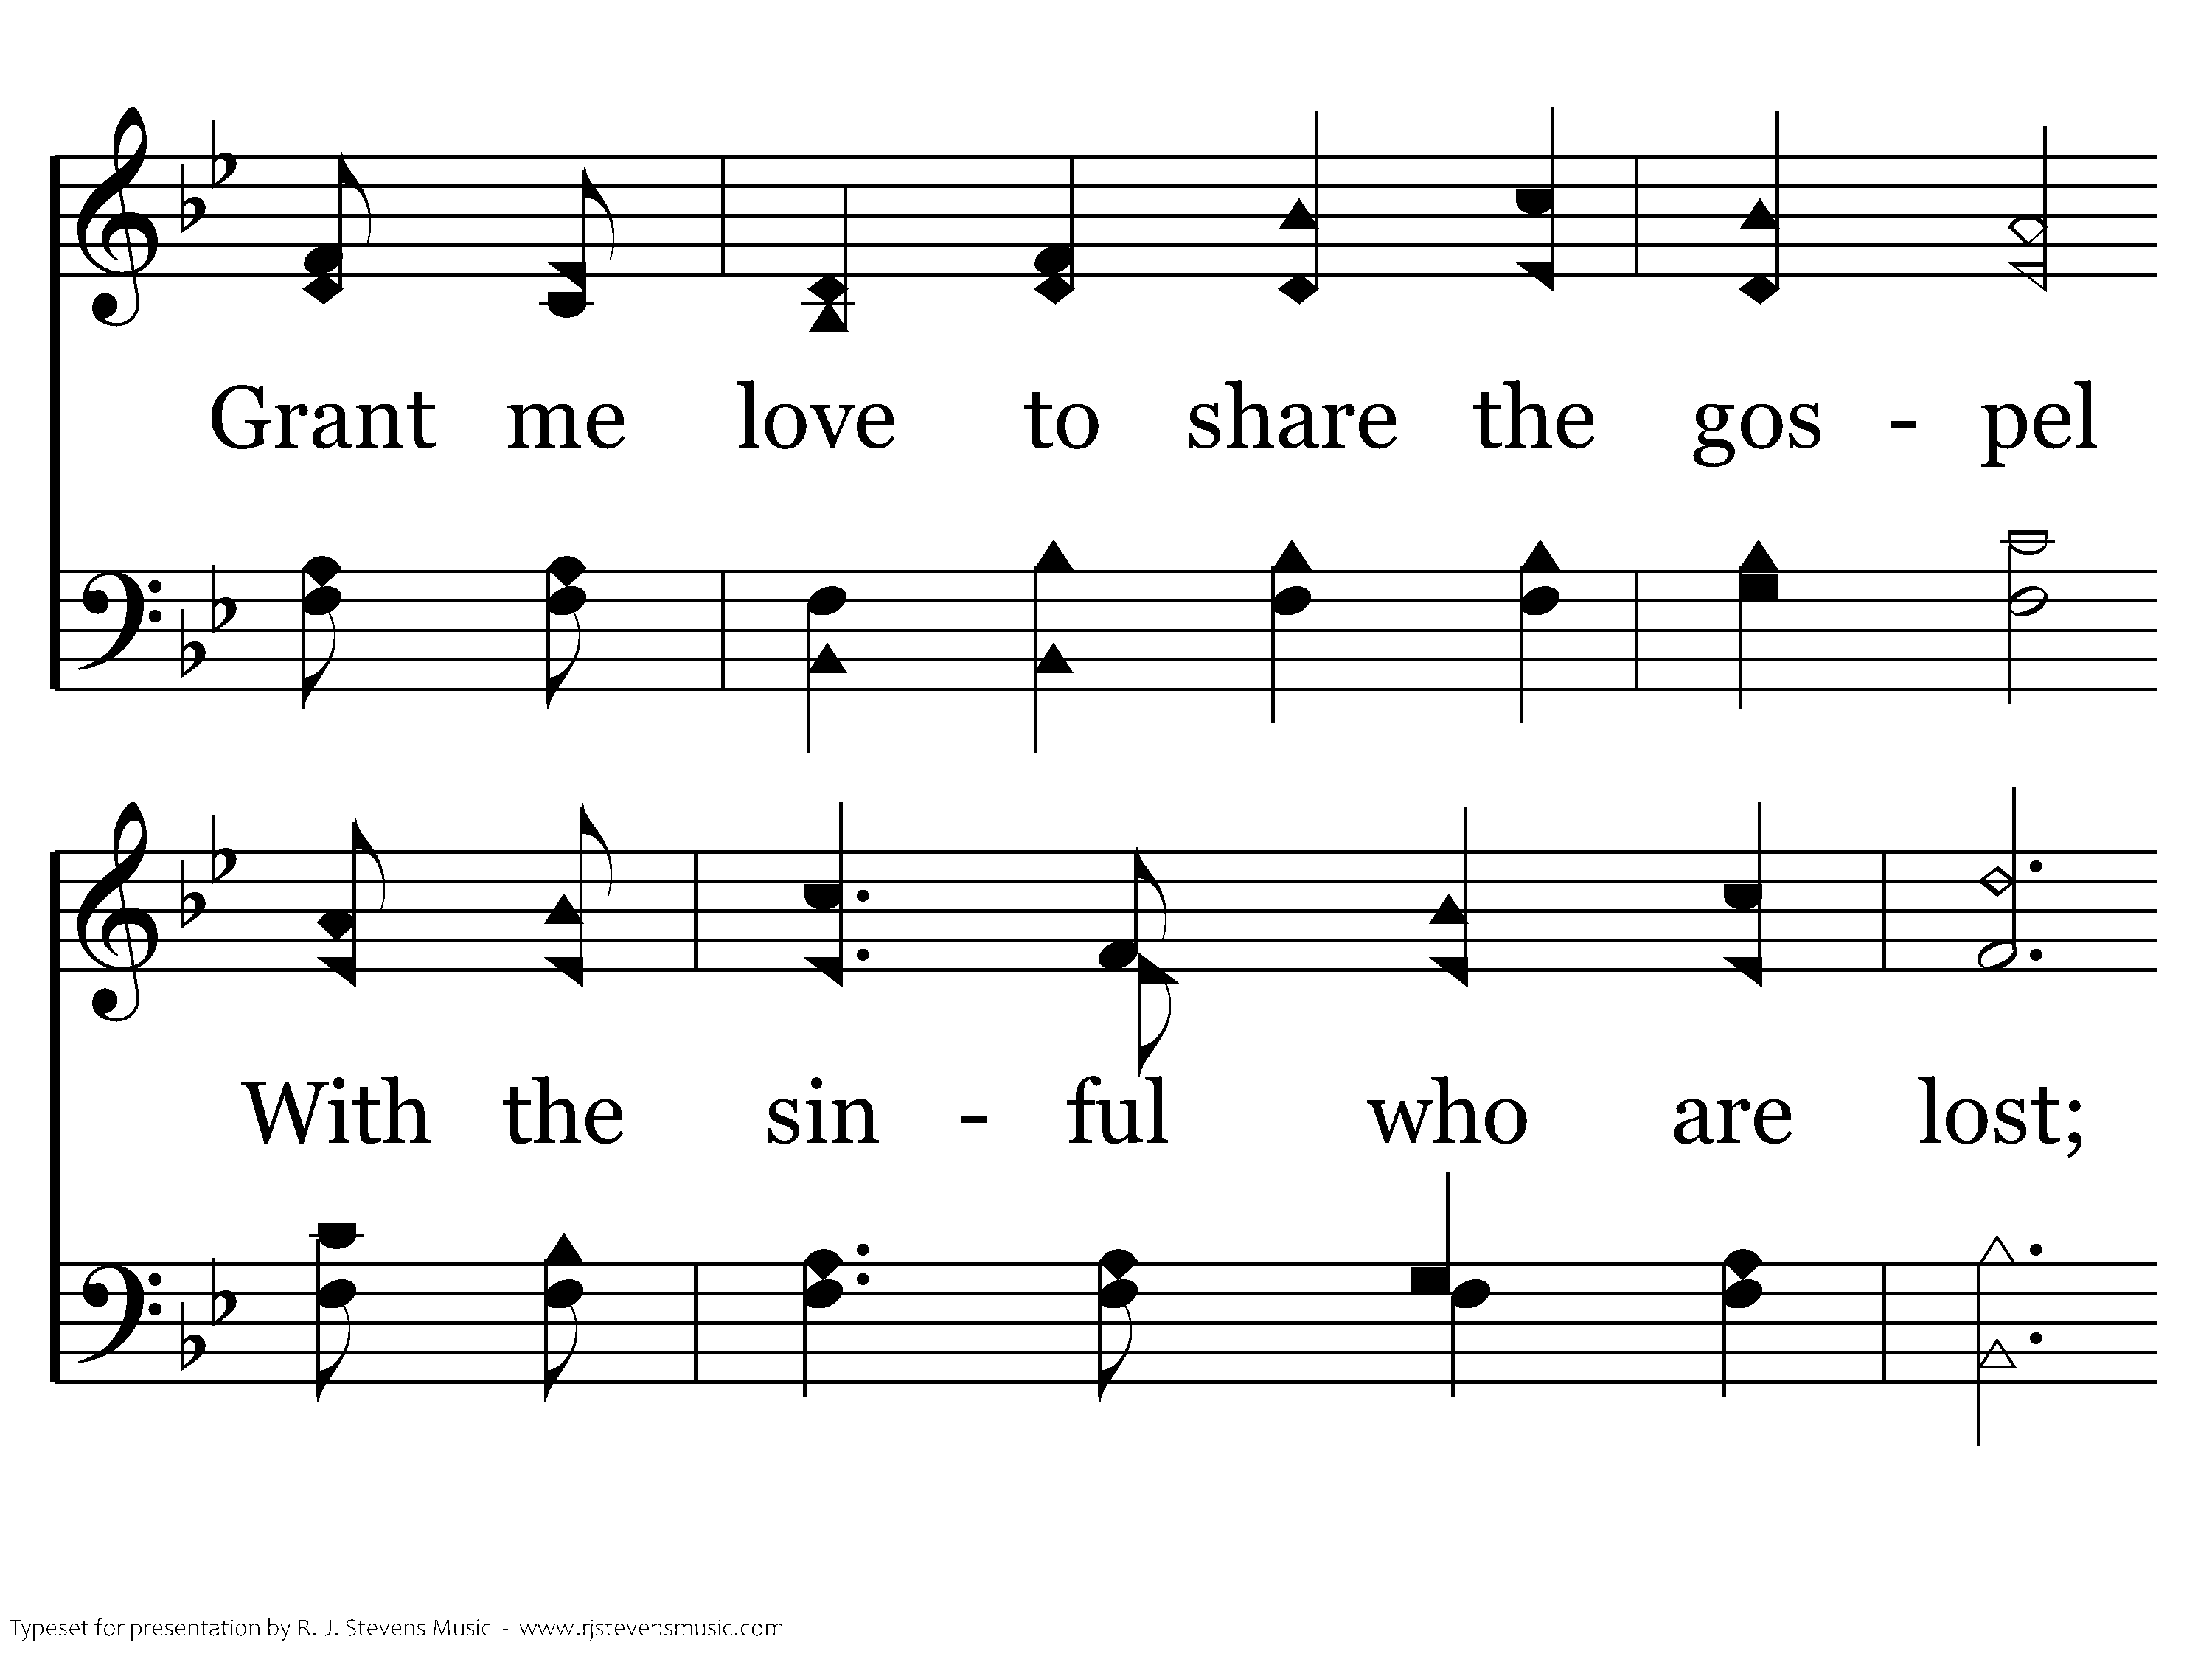 Grant me love to share the gos - pel
With the sin - ful who are lost;
Typeset for presentation by R. J. Stevens Music - www.rjstevensmusic.com